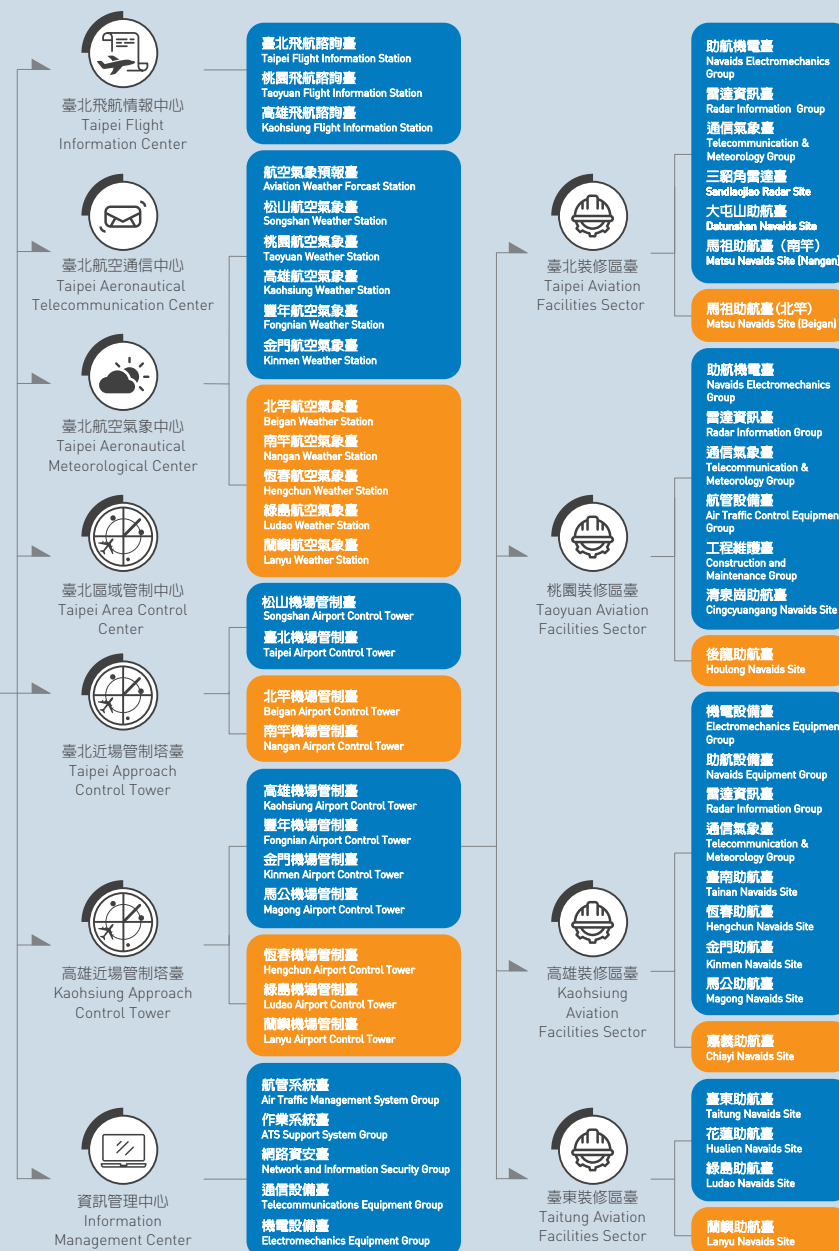 臺北飛航情報中心
Taipei Flight
Information Center
臺北飛航諮詢臺
Taipei Flight Information Station
桃園飛航諮詢臺
Taoyuan Flight Information Station
高雄飛航諮詢臺
Kaohsiung Flight Information Station
臺北航空通信中心
Taipei Aeronautical
Telecommunication Center
臺北航空氣象中心
Taipei Aeronautical
Meteorological Center
航空氣象預報臺
Aviation Weather Forcast Station
松山航空氣象臺
Songshan Weather Station
桃園航空氣象臺
Taoyuan Weather Station
高雄航空氣象臺
Kaohsiung Weather Station
豐年航空氣象臺
Fongnian Weather Station
金門航空氣象臺
Kinmen Weather Station
北竿航空氣象臺
Beigan Weather Station
南竿航空氣象臺
Nangan Weather Station
恆春航空氣象臺
Hengchun Weather Station
綠島航空氣象臺
Ludao Weather Station
蘭嶼航空氣象臺
Lanyu Weather Station
臺北區域管制中心
Taipei Area Control
Center
臺北近場管制塔臺
Taipei Approach
Control Tower
松山機場管制臺
Songshan Airport Control Tower
臺北機場管制臺
Taipei Airport Control Tower
北竿機場管制臺
Beigan Airport Control Tower
南竿機場管制臺
Nangan Airport Control Tower
高雄近場管制塔臺
Kaohsiung Approach
Control Tower
高雄機場管制臺
Kaohsiung Airport Control Tower
豐年機場管制臺
Fongnian Airport Control Tower
金門機場管制臺
Kinmen Airport Control Tower
馬公機場管制臺
Magong Airport Control Tower
恆春機場管制臺
Hengchun Airport Control Tower
綠島機場管制臺
Ludao Airport Control Tower
蘭嶼機場管制臺
Lanyu Airport Control Tower
資訊管理中心
Information
Management Center
航管系統臺
Air Traffic Management System Group
作業系統臺
ATS Support System Group
網路資安臺
Network and Information Security Group
通信設備臺
Telecommunications Equipment Group
機電設備臺
Electromechanics Equipment Group
臺北裝修區臺
Taipei Aviation
Facilities Sector
助航機電臺
Navaids Electromechanics
Group
雷達資訊臺
Radar Information Group
通信氣象臺
Telecommunication &
Meteorology Group
三貂角雷達臺
Sandiaojiao Radar Site
大屯山助航臺
Datunshan Navaids Site
馬祖助航臺（南竿）
Matsu Navaids Site (Nangan)
馬祖助航臺(北竿)
Matsu Navaids Site (Beigan)
桃園裝修區臺
Taoyuan Aviation
Facilities Sector
助航機電臺
Navaids Electromechanics
Group
雷達資訊臺
Radar Information Group
通信氣象臺
Telecommunication &
Meteorology Group
航管設備臺
Air Traffic Control Equipmen
Group
工程維護臺
Construction and
Maintenance Group
清泉崗助航臺
Cingcyuangang Navaids Site
後龍助航臺
Houlong Navaids Site
高雄裝修區臺
Kaohsiung
Aviation
Facilities Sector
機電設備臺
Electromechanics Equipmen
Group
助航設備臺
Navaids Equipment Group
雷達資訊臺
Radar Information Group
通信氣象臺
Telecommunication &
Meteorology Group
臺南助航臺
Tainan Navaids Site
恆春助航臺
Hengchun Navaids Site
金門助航臺
Kinmen Navaids Site
馬公助航臺
Magong Navaids Site
嘉義助航臺
Chiayi Navaids Site
臺東裝修區臺
Taitung Aviation
Facilities Sector
臺東助航臺
Taitung Navaids Site
花蓮助航臺
Hualien Navaids Site
綠島助航臺
Ludao Navaids Site
蘭嶼助航臺
Lanyu Navaids Site